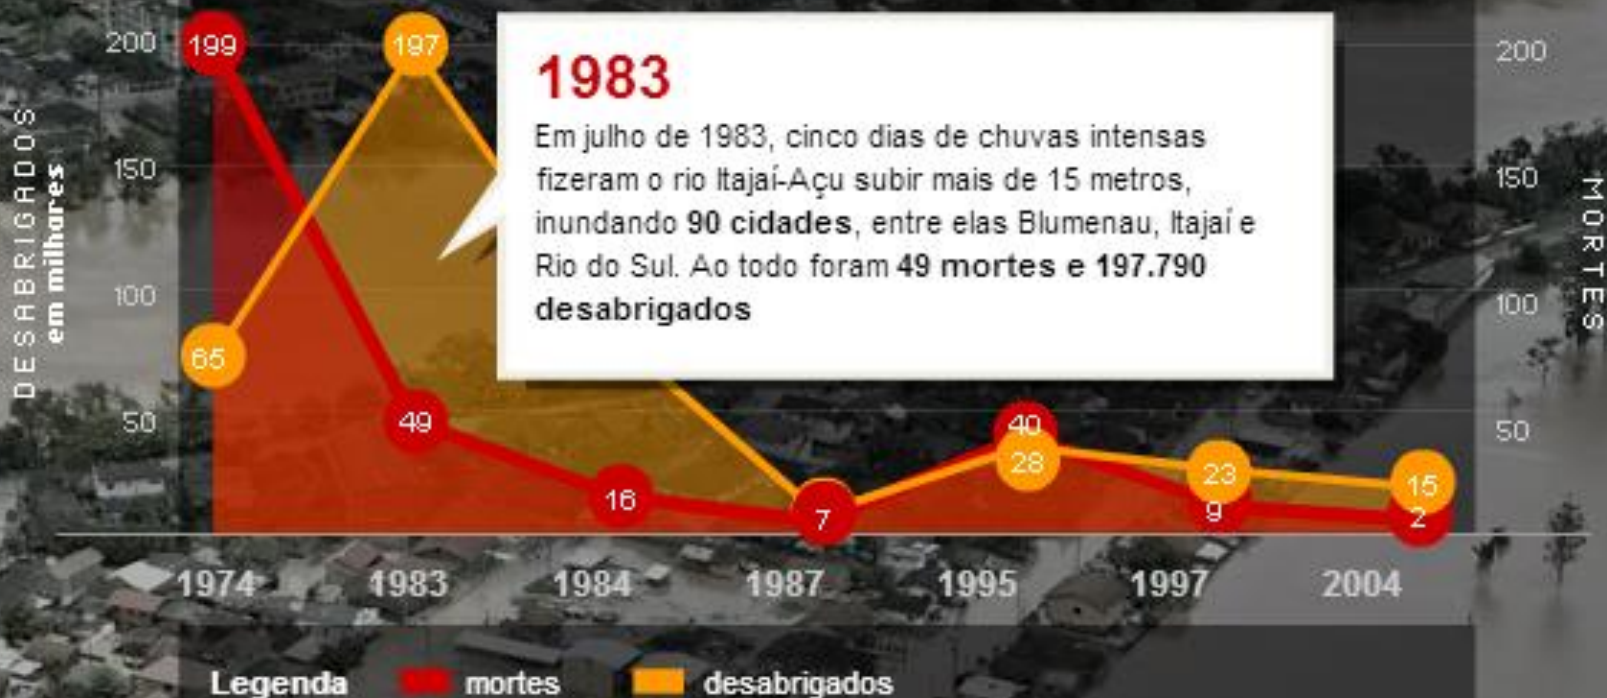 DESABRIGADOS
em milhares
200
150
100
50
199
197
65
49
16
7
40
28
23
9
15
2
1983
Em julho de 1983, cinco dias de chuvas intensas
fizeram o rio Itajaí-Açu subir mais de 15 metros,
inundando 90 cidades, entre elas Blumenau, Itajaí e
Rio do Sul. Ao todo foram 49 mortes e 197.790
desabrigados
200
150
100
50
MORTES
1974 1983 1984 1987 1995 1997 2004
Legenda mortes desabrigados